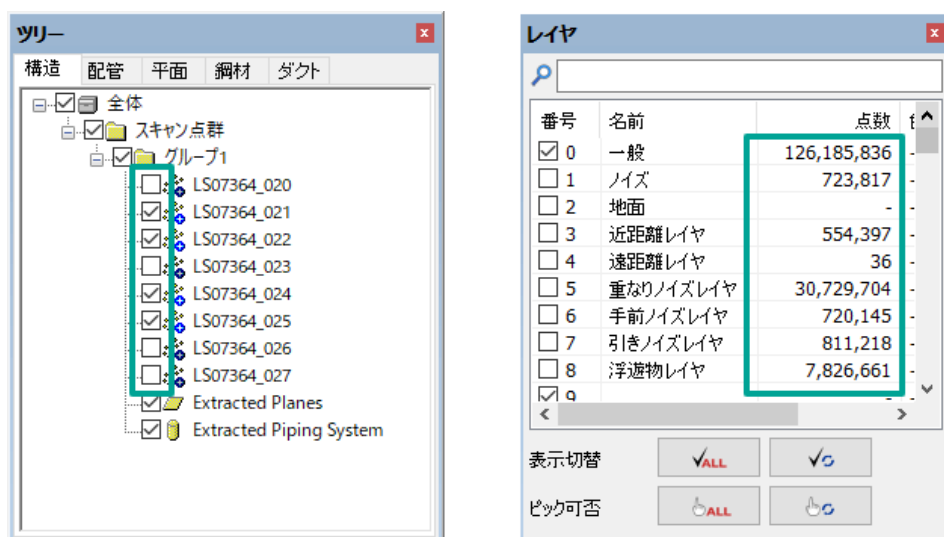 ツリー
構造 配管 平面 鋼材 ダクト
全体
スキャン点群
グループ1
LS07364_020
LS07364_021
LS07364_022
LS07364_023
LS07364_024
LS07364_025
LS07364_026
LS07364_027
Extracted Planes
Extracted Piping System
レイヤ
番号 名前 点数
0 一般 126,185,836 -
1 ノイズ 723,817 -
2 地面 - -
3 近距離レイヤ 554,397 -
4 遠距離レイヤ 36 -
5 重なりノイズレイヤ 30,729,704 -
6 手前ノイズレイヤ 720,145 -
7 引きノイズレイヤ 811,218 -
8 浮遊物レイヤ 7,826,661 -
9 - -
表示切替 ALL
ピック可否 ALL